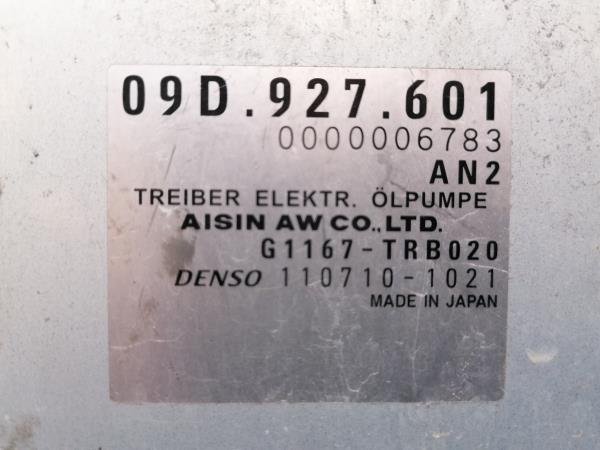 09D.927.601
0000006783
AN2
TREIBER ELEKTR. ÖLPUMPE
AISIN AW CO.,LTD.
G1167-TRB020
DENSO 110710-1021
MADE IN JAPAN